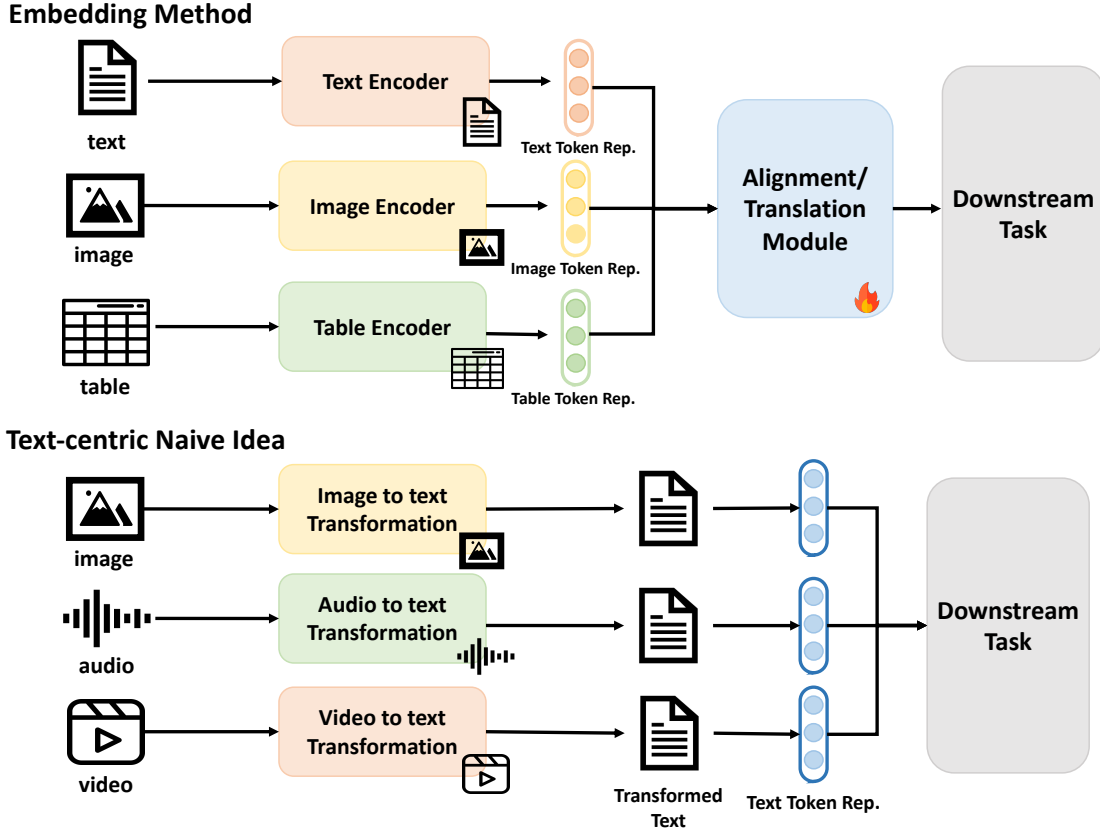 Embedding Method
text
Text Encoder
Text Token Rep.
image
Image Encoder
Image Token Rep.
table
Table Encoder
Table Token Rep.
Alignment/
Translation
Module
Downstream
Task
Text-centric Naive Idea
image
Image to text
Transformation
audio
Audio to text
Transformation
video
Video to text
Transformation
Transformed
Text
Text Token Rep.
Downstream
Task